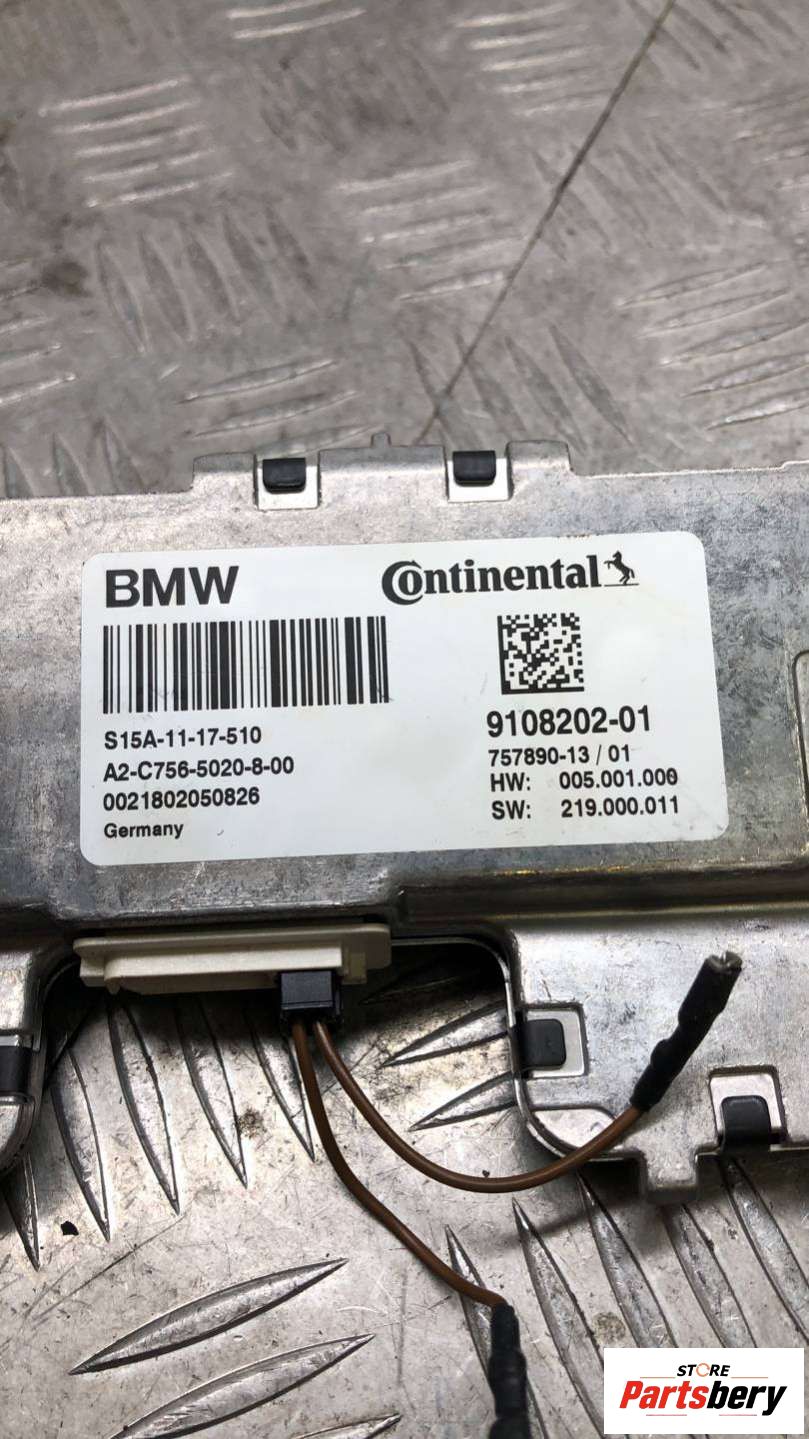 BMW
Continental
S15A-11-17-510
A2-C756-5020-8-00
0021802050826
Germany
9108202-01
757890-13 / 01
HW: 005.001.000
SW: 219.000.011
STORE
Partsbery